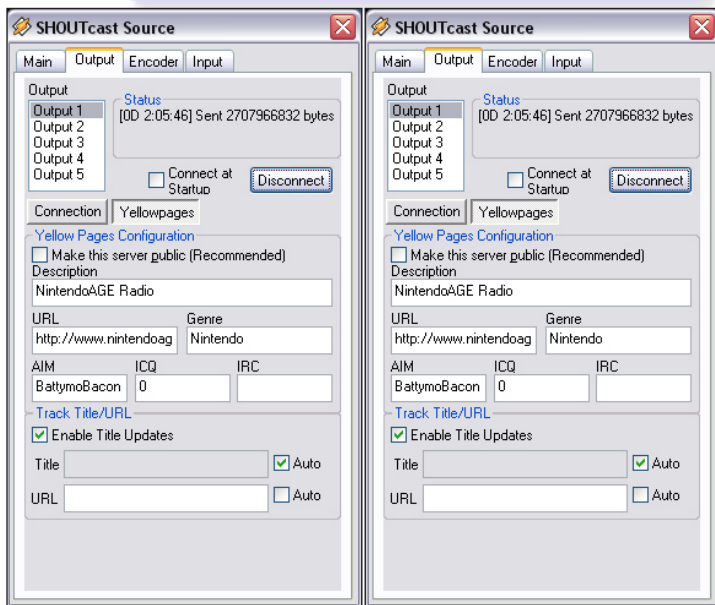 SHOUTcast Source
Main Output Encoder Input
Output
Output 1
Output 2
Output 3
Output 4
Output 5
Status
[0D 2:05:46] Sent 2707966832 bytes
Connect at
Startup
Disconnect
Connection Yellowpages
Yellow Pages Configuration
Make this server public (Recommended)
Description
NintendoAGE Radio
URL Genre
http://www.nintendoag Nintendo
AIM ICQ IRC
BattymoBacon 0
Track Title/URL
Enable Title Updates
Title Auto
URL Auto
SHOUTcast Source
Main Output Encoder Input
Output
Output 1
Output 2
Output 3
Output 4
Output 5
Status
[0D 2:05:46] Sent 2707966832 bytes
Connect at
Startup
Disconnect
Connection Yellowpages
Yellow Pages Configuration
Make this server public (Recommended)
Description
NintendoAGE Radio
URL Genre
http://www.nintendoag Nintendo
AIM ICQ IRC
BattymoBacon 0
Track Title/URL
Enable Title Updates
Title Auto
URL Auto